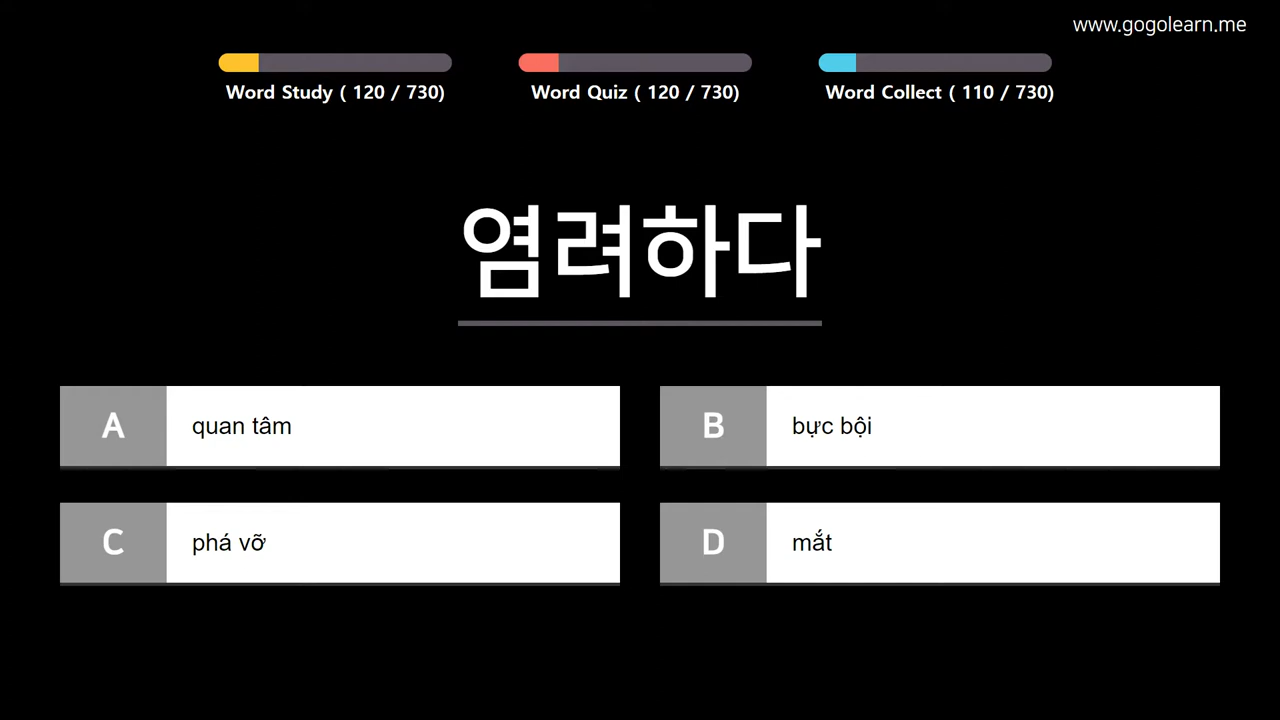 www.gogolearn.me
Word Study ( 120 / 730)
Word Quiz ( 120 / 730)
Word Collect ( 110 / 730)
염려하다
A quan tâm
B bực bội
C phá vỡ
D mắt